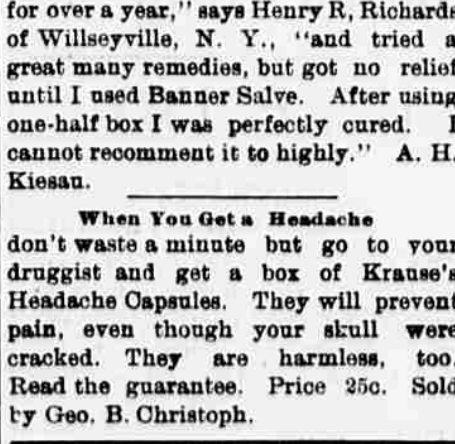 for over a year," says Henry R, Richards
of Willseyville, N. Y., "and tried a
great many remedies, but got no relief
until I used Banner Salve. After using
one-half box I was perfectly cured. I
cannot recomment it to highly." A. H.
Kiesau.
When You Get a Headache
don't waste a minute but go to your
druggist and get a box of Krause's
Headache Capsules. They will prevent
pain, even though your skull were
cracked. They are harmless, too.
Read the guarantee. Price 25c. Sold
by Geo. B. Christoph.